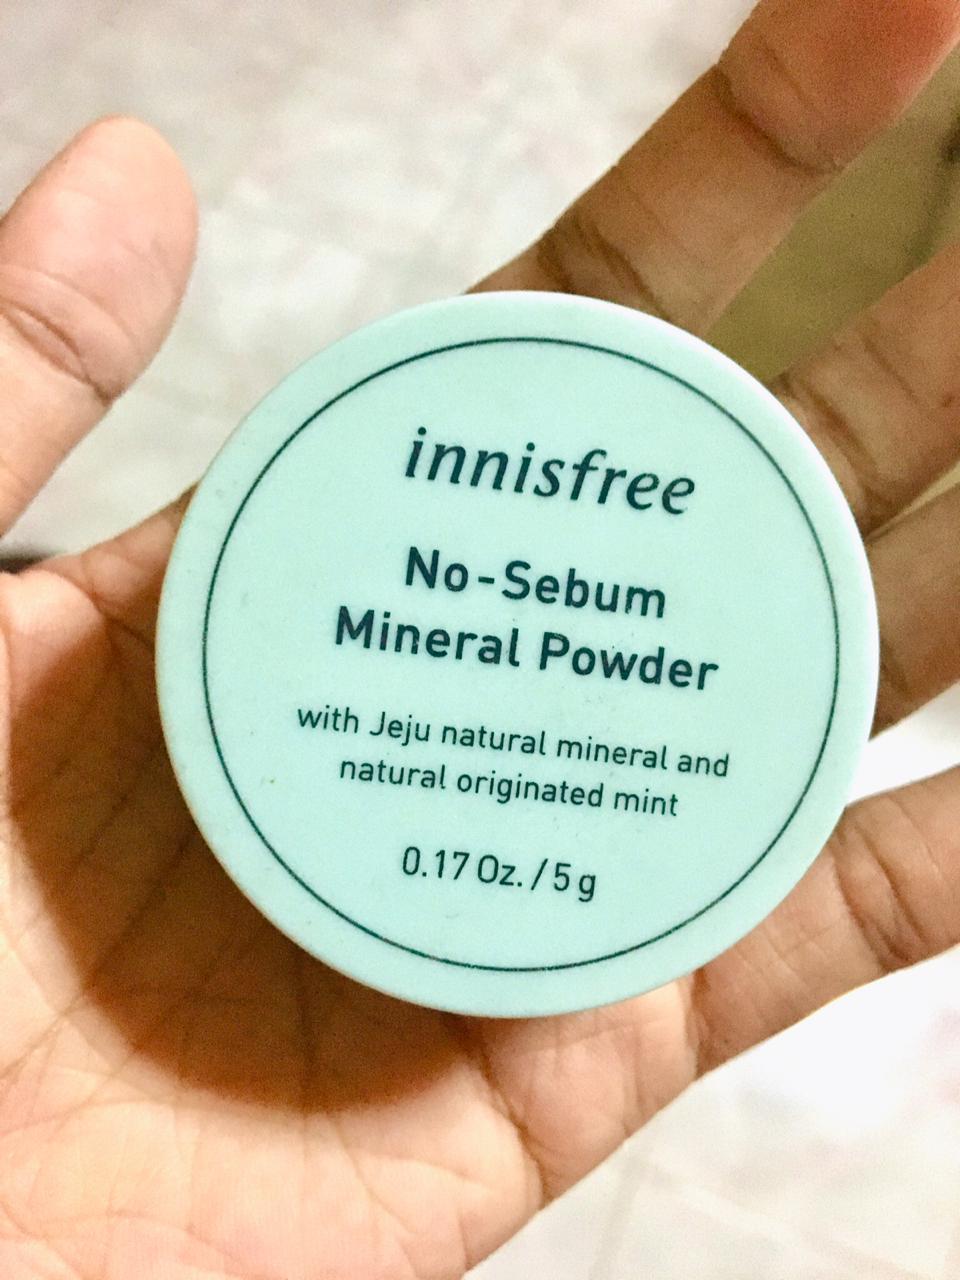 innisfree
No-Sebum
Mineral Powder
with Jeju natural mineral and
natural originated mint
0.17 Oz. / 5 g